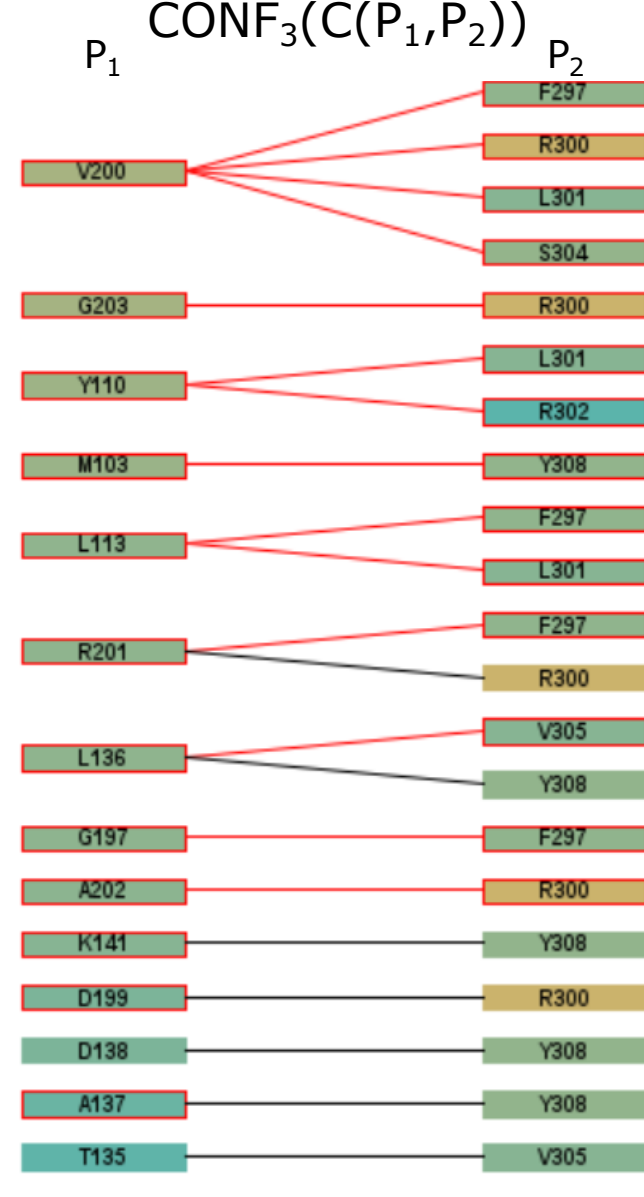 CONF₃(C(P₁,P₂))
P₁ P₂
F297
R300
V200
L301
S304
G203 R300
L301
Y110
R302
M103 Y308
F297
L113
L301
F297
R201
R300
V305
L136
Y308
G197 F297
A202 R300
K141 Y308
D199 R300
D138 Y308
A137 Y308
T135 V305